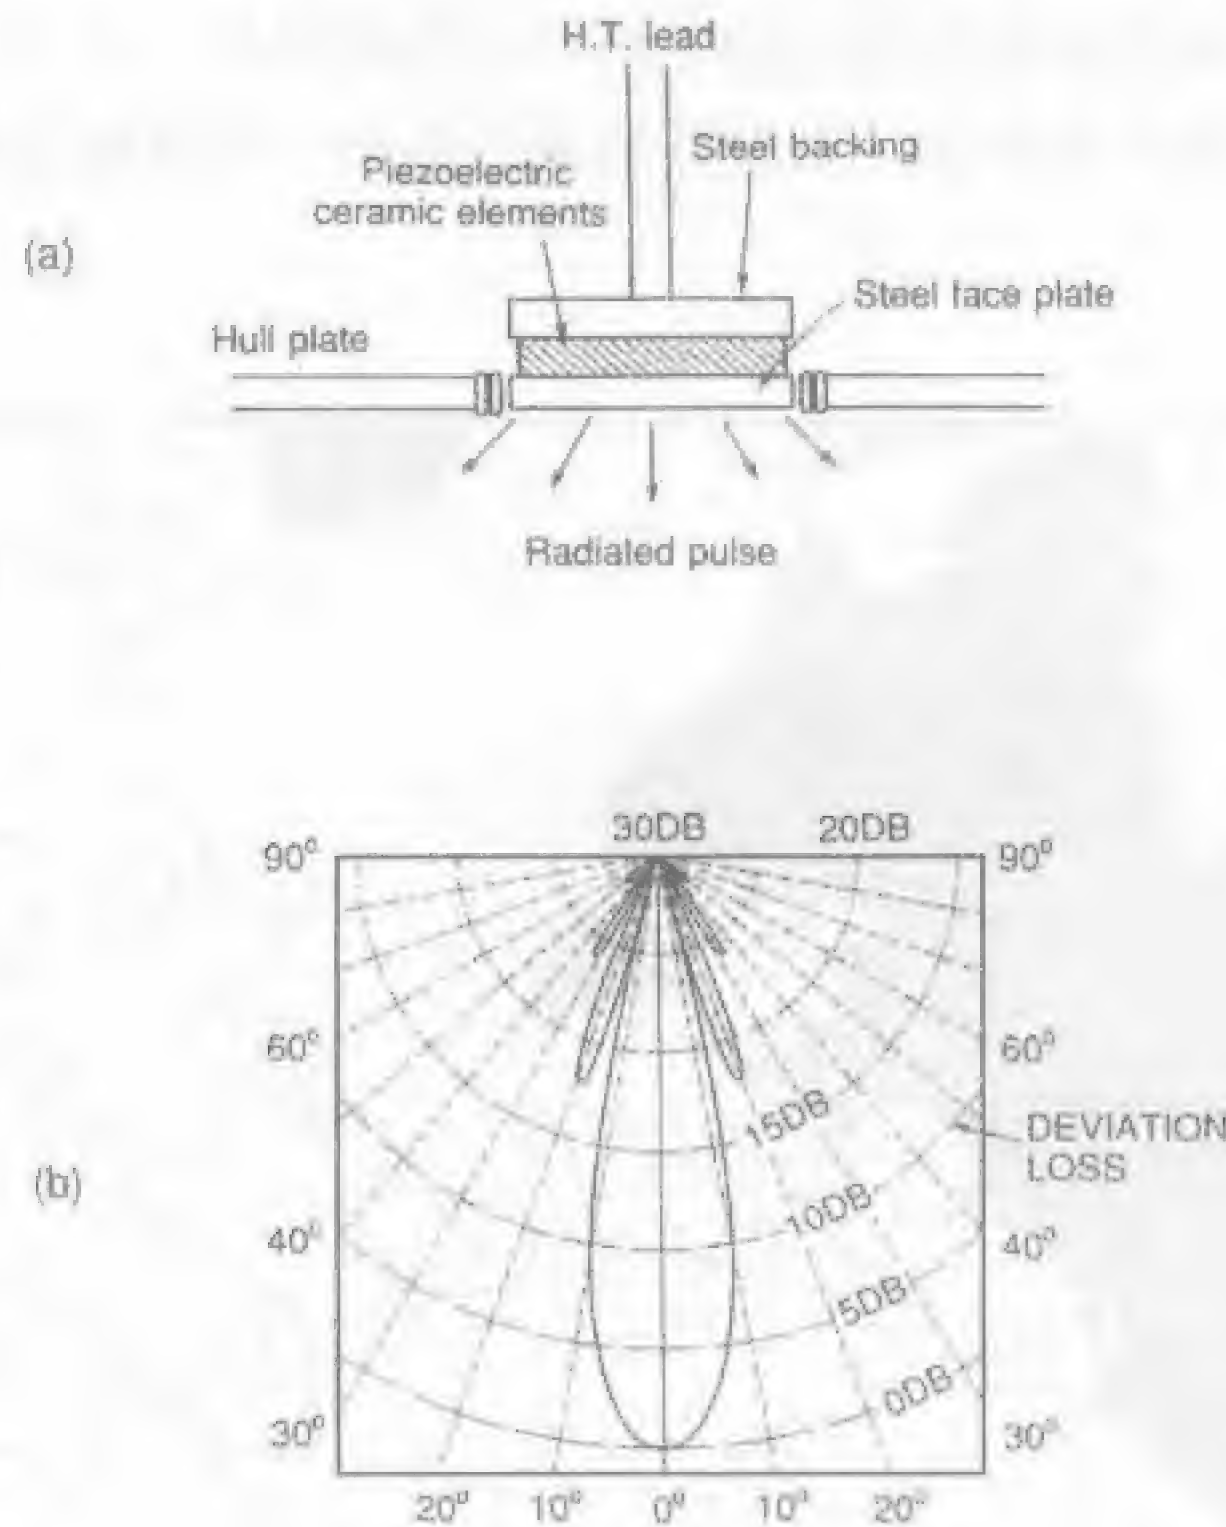 H.T. lead
Steel backing
Piezoelectric
ceramic elements
(a)
Steel face plate
Hull plate
Radiated pulse
30DB 20DB
90° 90°
60° 60°
15DB
DEVIATION
LOSS
(b)
10DB
40° 40°
5DB
0DB
30° 30°
20° 10° 0° 10° 20°